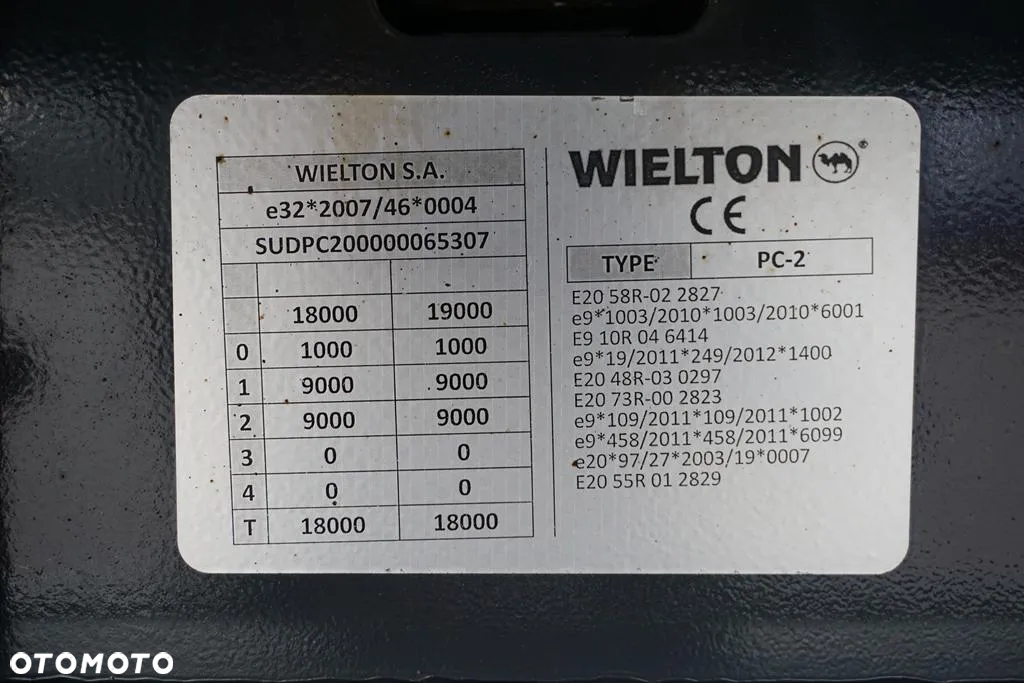 WIELTON S.A.
e32*2007/46*0004
SUDPC200000065307
18000 19000
0 1000 1000
1 9000 9000
2 9000 9000
3 0 0
4 0 0
T 18000 18000
WIELTON ®
CE
TYPE PC-2
E20 58R-02 2827
e9*1003/2010*1003/2010*6001
E9 10R 04 6414
e9*19/2011*249/2012*1400
E20 48R-03 0297
E20 73R-00 2823
e9*109/2011*109/2011*1002
e9*458/2011*458/2011*6099
e20*97/27*2003/19*0007
E20 55R 01 2829
OTOMOTO